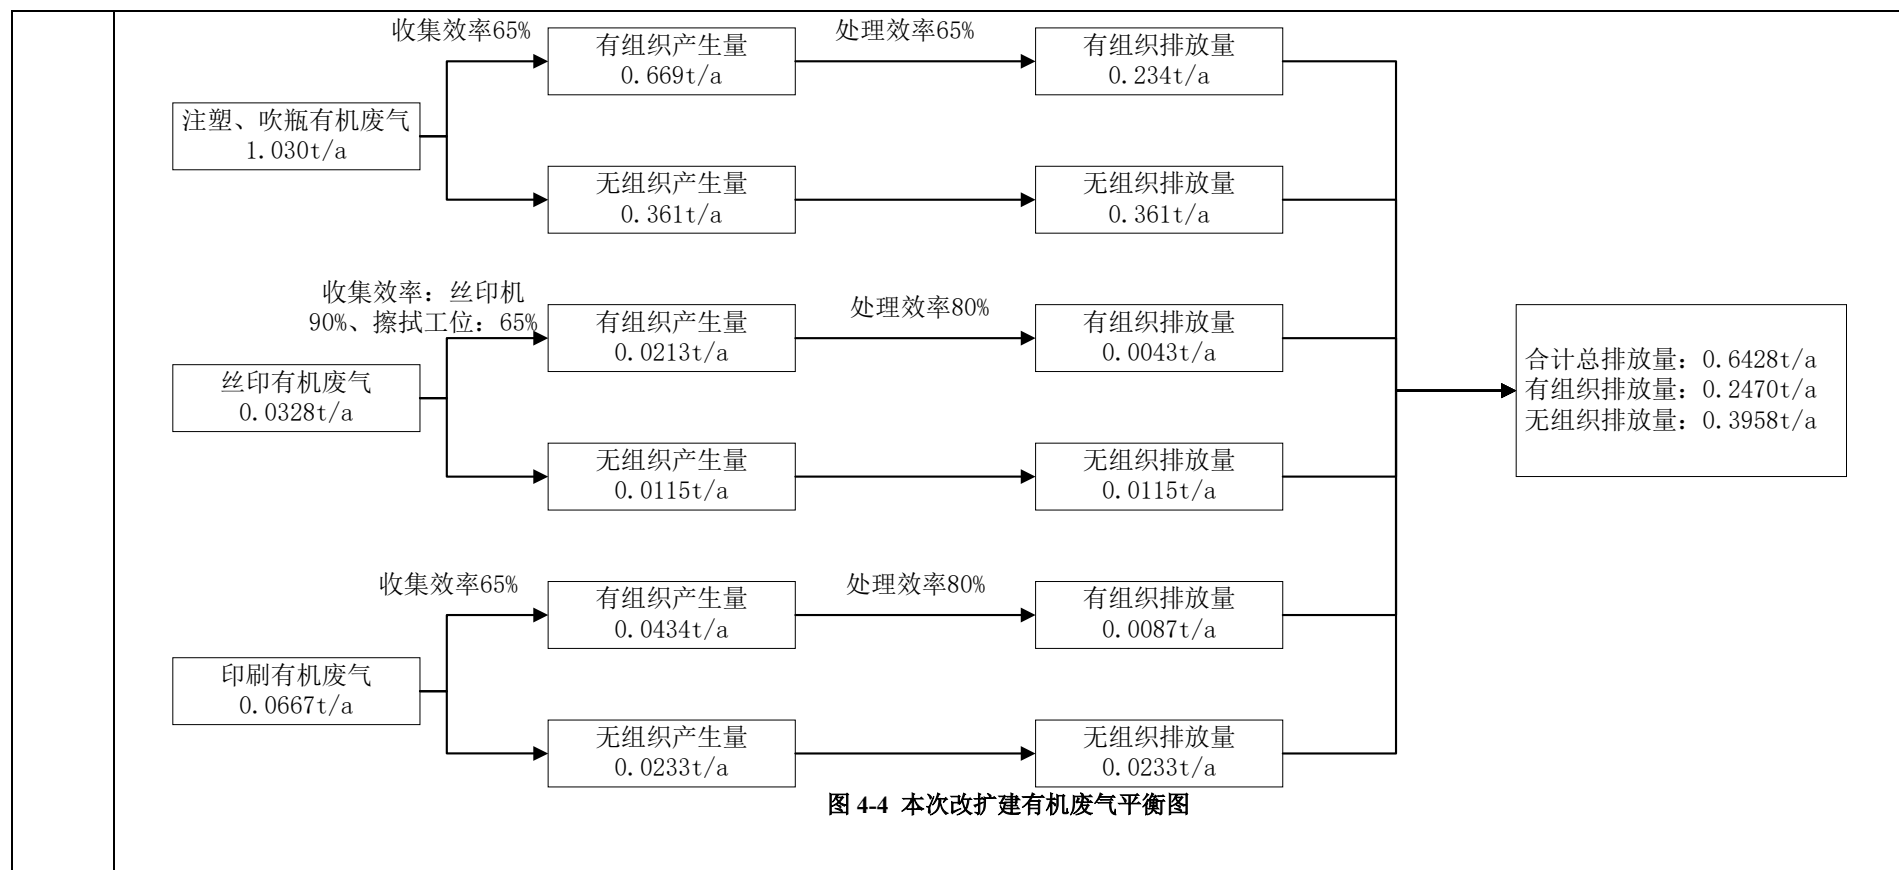 收集效率65%
有组织产生量
0.669t/a
处理效率65%
有组织排放量
0.234t/a
注塑、吹瓶有机废气
1.030t/a
无组织产生量
0.361t/a
无组织排放量
0.361t/a
收集效率：丝印机
90%、擦拭工位：65%
有组织产生量
0.0213t/a
处理效率80%
有组织排放量
0.0043t/a
丝印有机废气
0.0328t/a
无组织产生量
0.0115t/a
无组织排放量
0.0115t/a
合计总排放量：0.6428t/a
有组织排放量：0.2470t/a
无组织排放量：0.3958t/a
收集效率65%
有组织产生量
0.0434t/a
处理效率80%
有组织排放量
0.0087t/a
印刷有机废气
0.0667t/a
无组织产生量
0.0233t/a
无组织排放量
0.0233t/a
图 4-4 本次改扩建有机废气平衡图